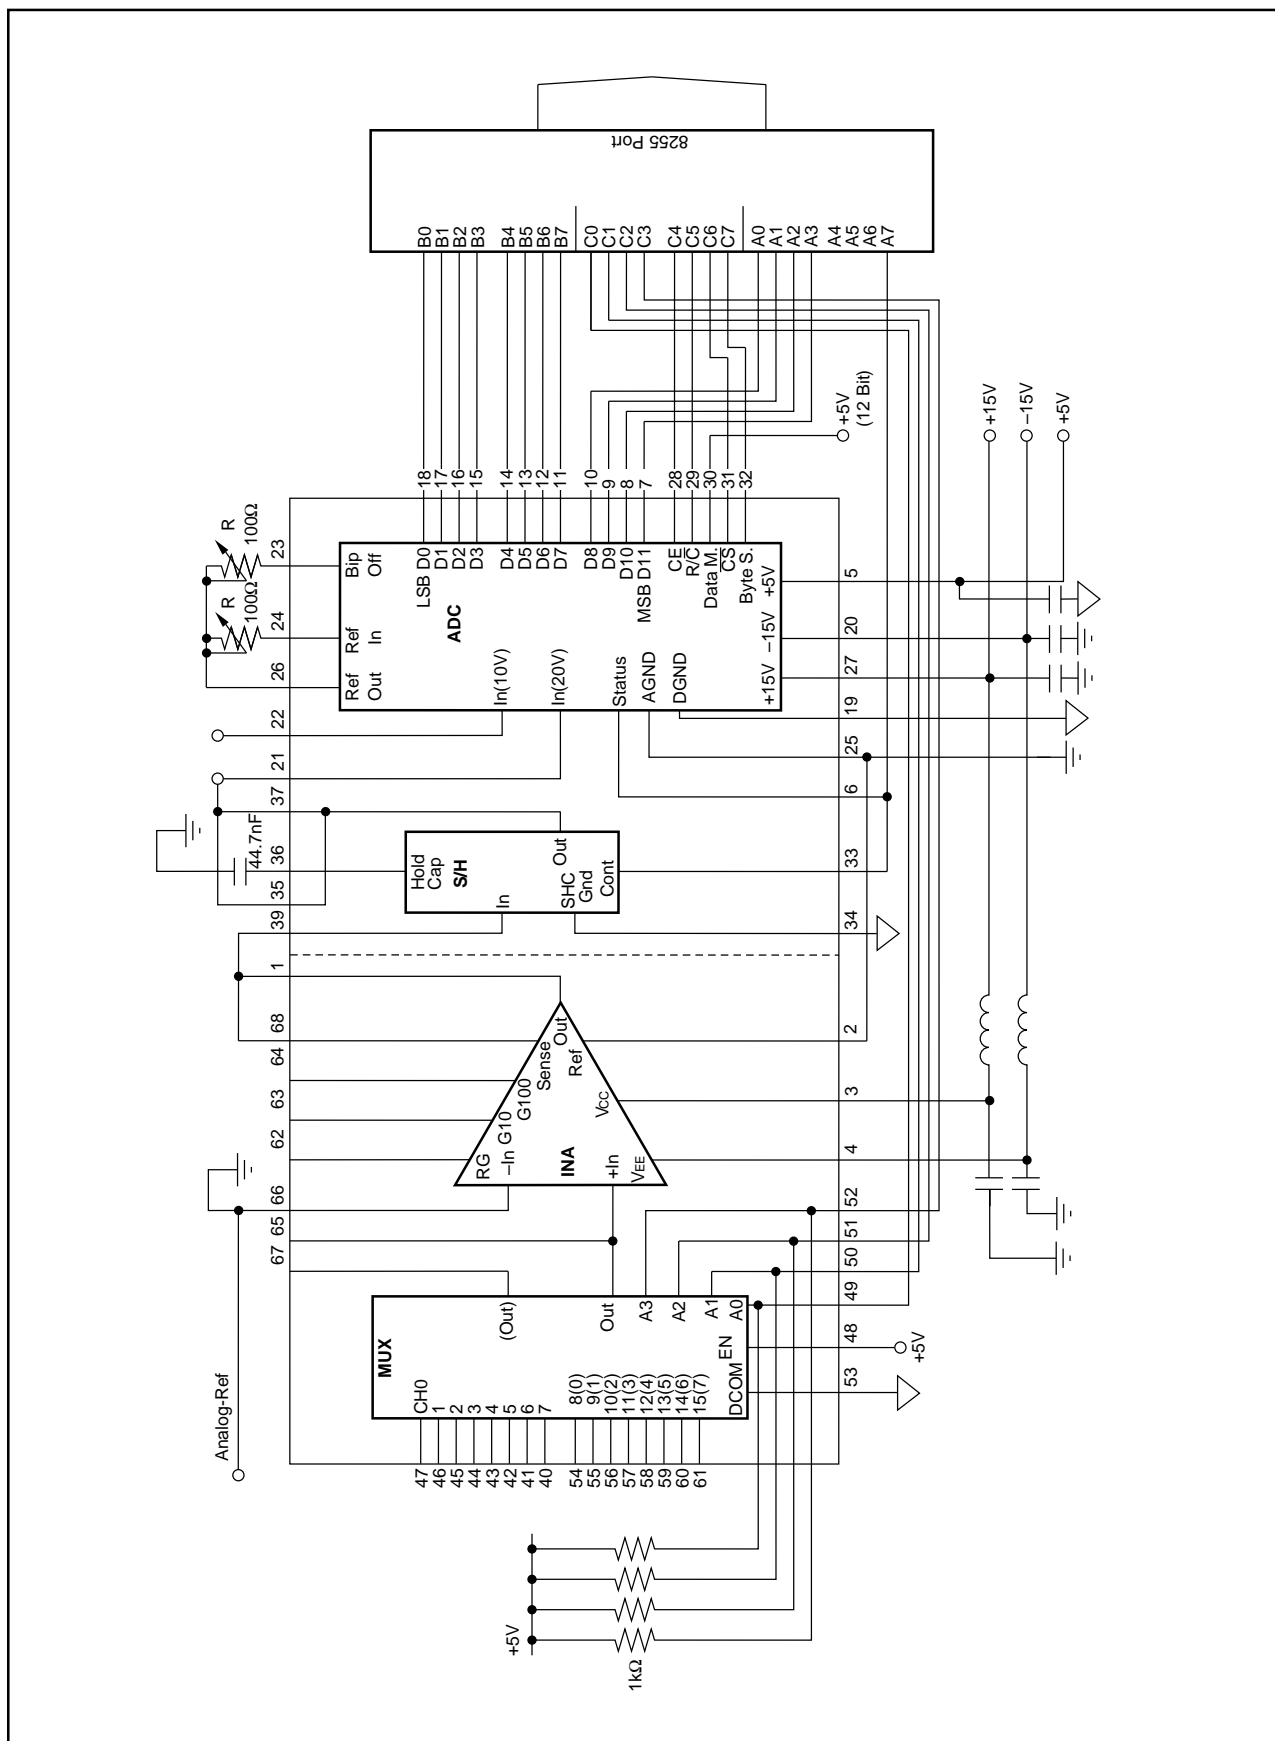 8255 Port
B0
B1
B2
B3
B4
B5
B6
B7
C0
C1
C2
C3
C4
C5
C6
C7
A0
A1
A2
A3
A4
A5
A6
A7
+5V
(12 Bit)
+15V
–15V
+5V
18
17
16
15
14
13
12
11
10
9
8
7
28
29
30
31
32
R
100Ω
R
100Ω
23
24
26
22
21
37
36
35
39
1
68
64
63
62
66
65
67
44.7nF
Bip
Off
Ref
In
Ref
Out
ADC
LSB D0
D1
D2
D3
D4
D5
D6
D7
D8
D9
D10
MSB D11
CE
R/C̅
Data M.
C̅S̅
Byte S.
In(10V)
In(20V)
Status
AGND
DGND
+5V
–15V
+15V
5
20
27
19
25
6
33
34
2
3
4
52
51
50
49
48
53
Hold
Cap
S/H
In
Out
SHC
Gnd
Cont
Out
Sense
Ref
G100
G10
VCC
RG
–In
INA
+In
VEE
MUX
(Out)
Out
A3
A2
A1
A0
EN
DCOM
CH0
1
2
3
4
5
6
7
8(0)
9(1)
10(2)
11(3)
12(4)
13(5)
14(6)
15(7)
+5V
47
46
45
44
43
42
41
40
54
55
56
57
58
59
60
61
Analog-Ref
+5V
1kΩ